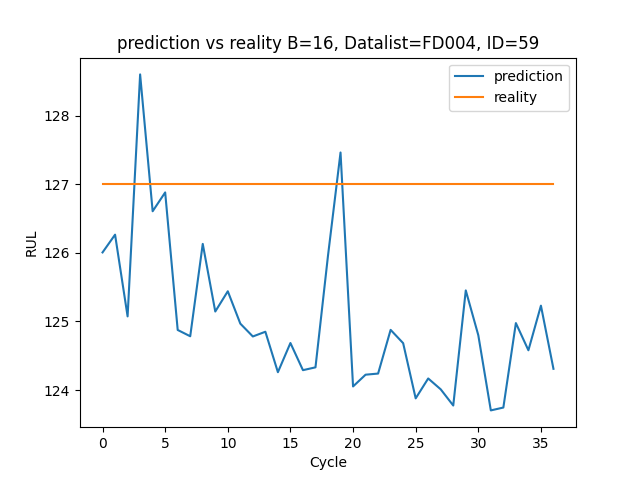 prediction vs reality B=16, Datalist=FD004, ID=59
prediction
reality
128
127
126
125
124
RUL
0 5 10 15 20 25 30 35
Cycle